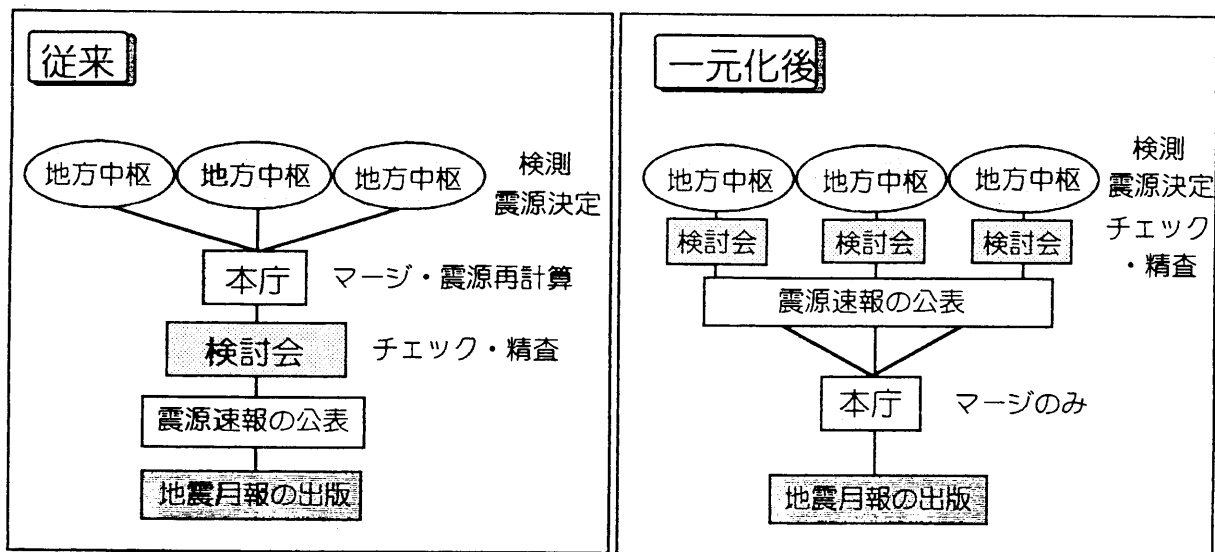 従来
地方中枢 地方中枢 地方中枢 検測
震源決定
本庁 マージ・震源再計算
検討会 チェック・精査
震源速報の公表
地震月報の出版
一元化後
地方中枢 地方中枢 地方中枢 検測
震源決定
検討会 検討会 検討会 チェック
・精査
震源速報の公表
本庁 マージのみ
地震月報の出版